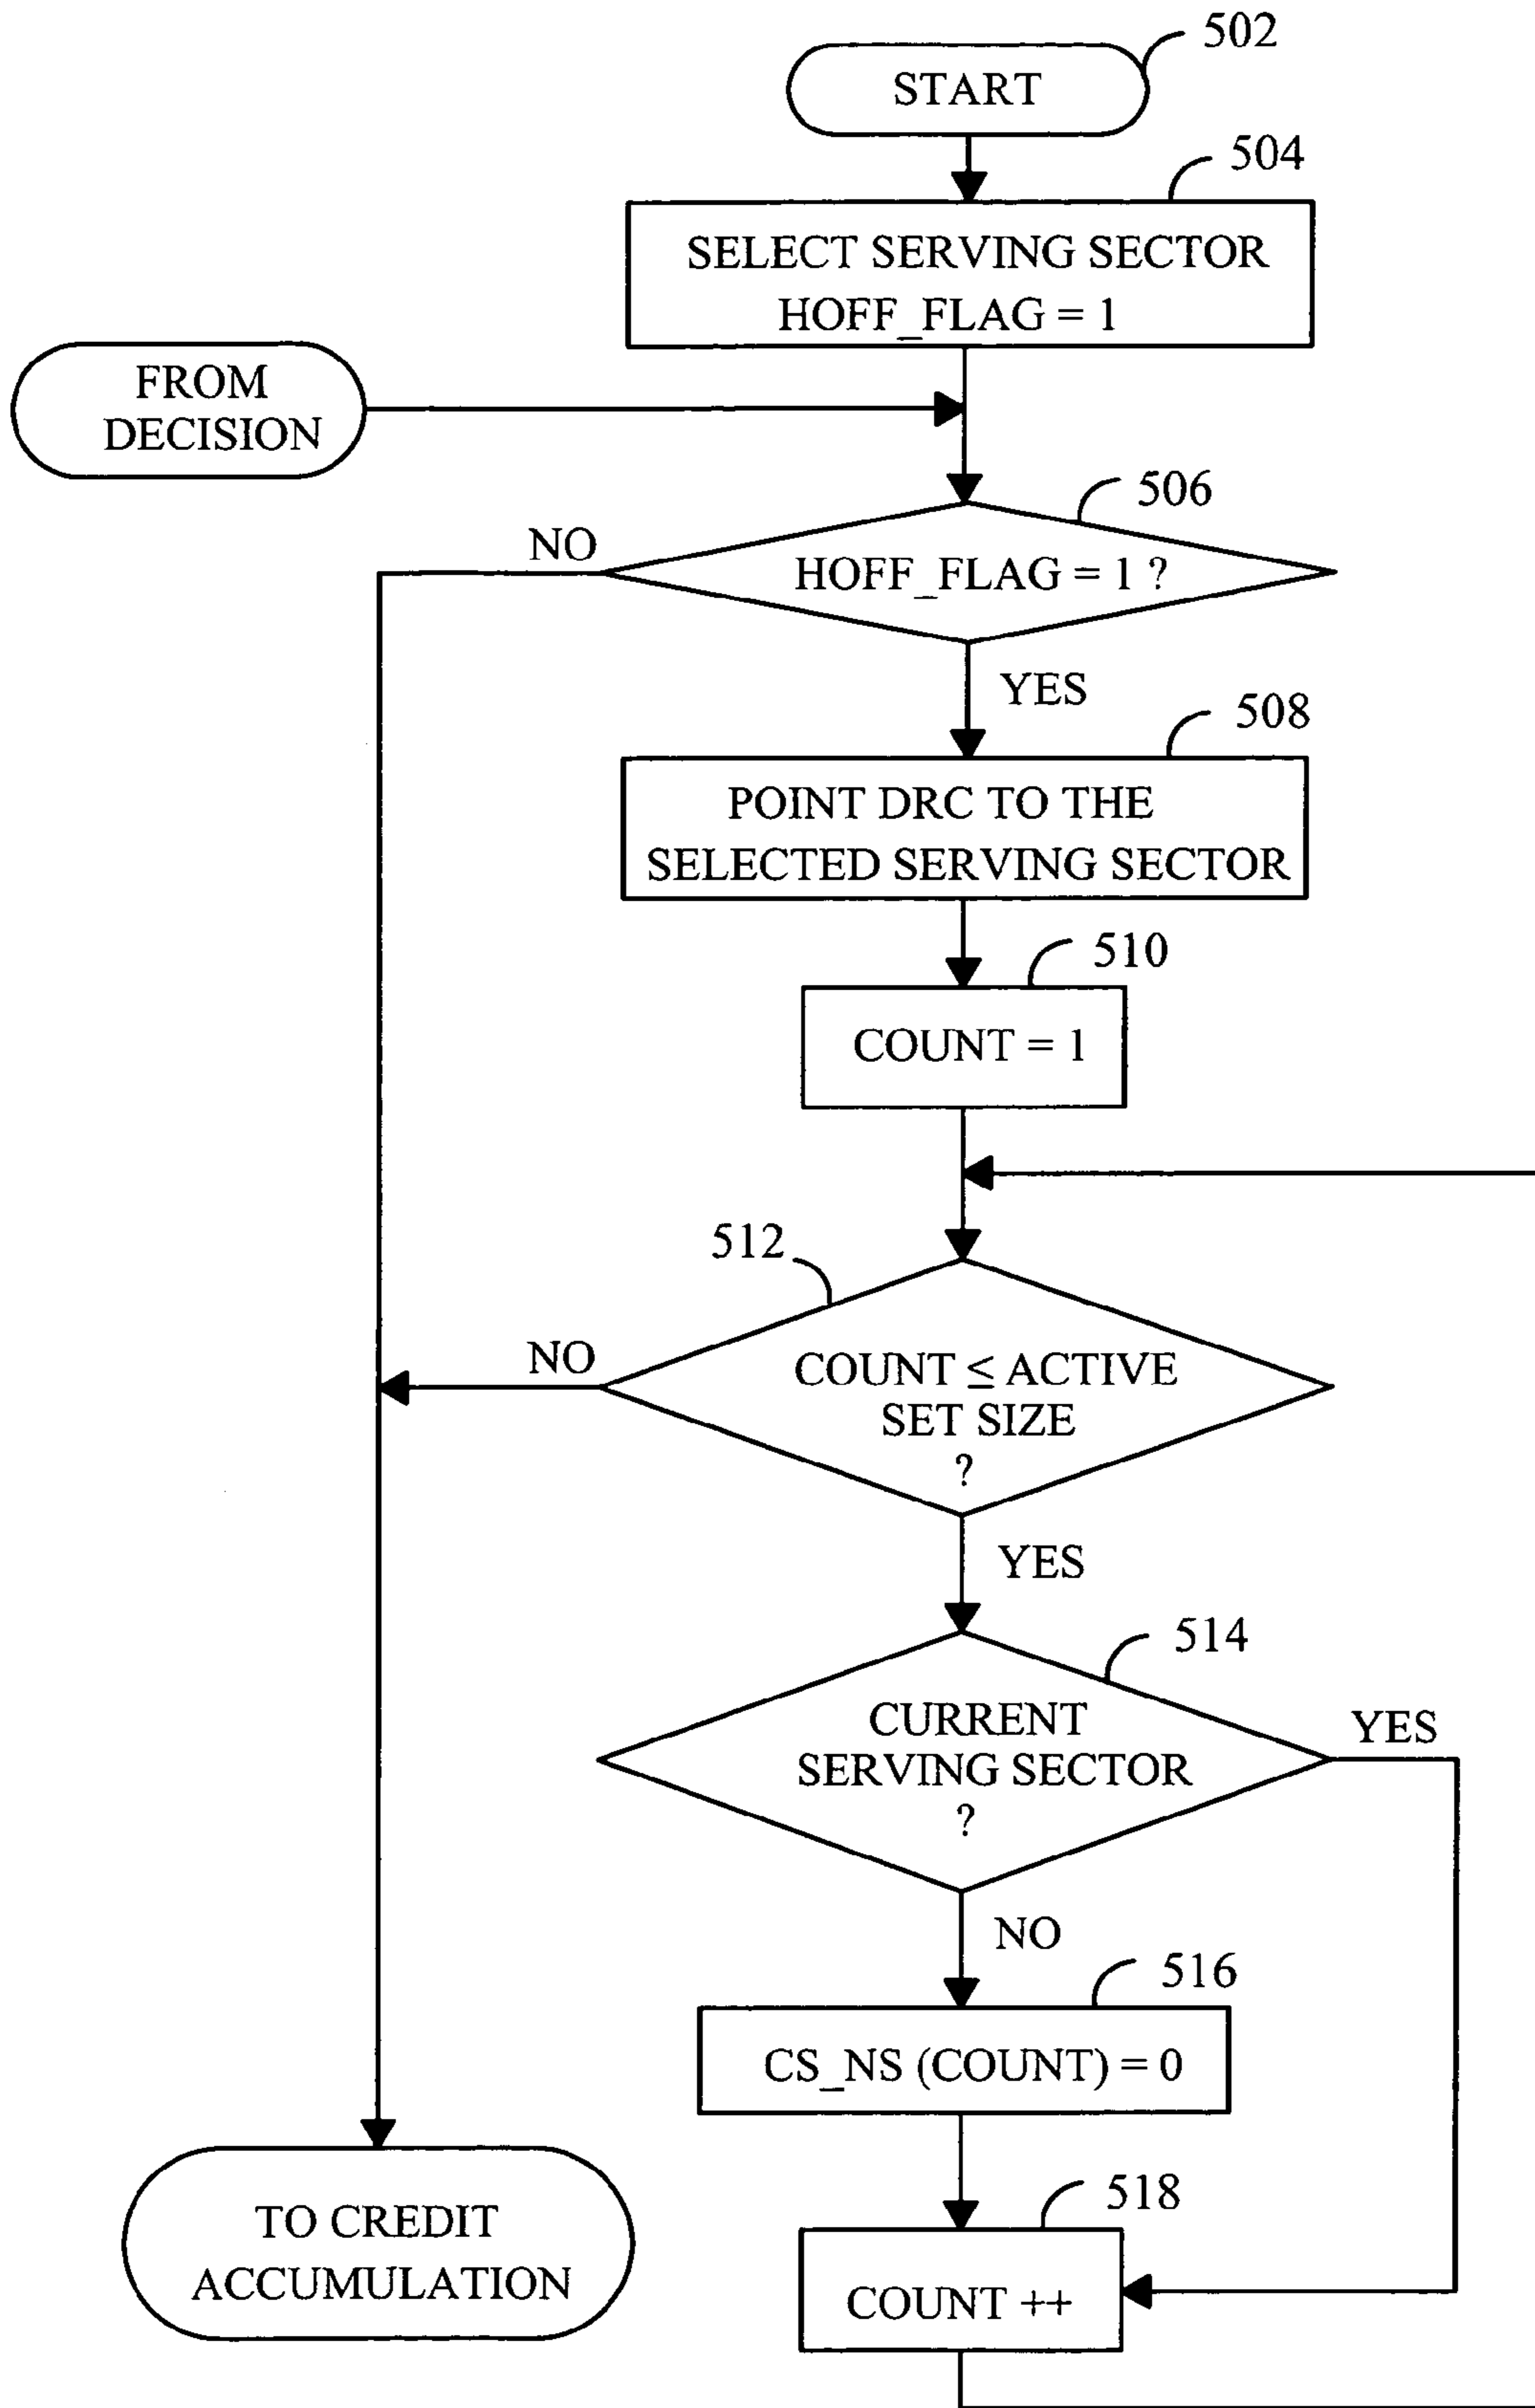 502
START
504
SELECT SERVING SECTOR
HOFF_FLAG = 1
FROM
DECISION
506
NO
HOFF_FLAG = 1 ?
YES
508
POINT DRC TO THE
SELECTED SERVING SECTOR
510
COUNT = 1
512
NO
COUNT ≤ ACTIVE
SET SIZE
?
YES
514
CURRENT
SERVING SECTOR
?
YES
NO
516
CS_NS (COUNT) = 0
518
TO CREDIT
ACCUMULATION
COUNT ++